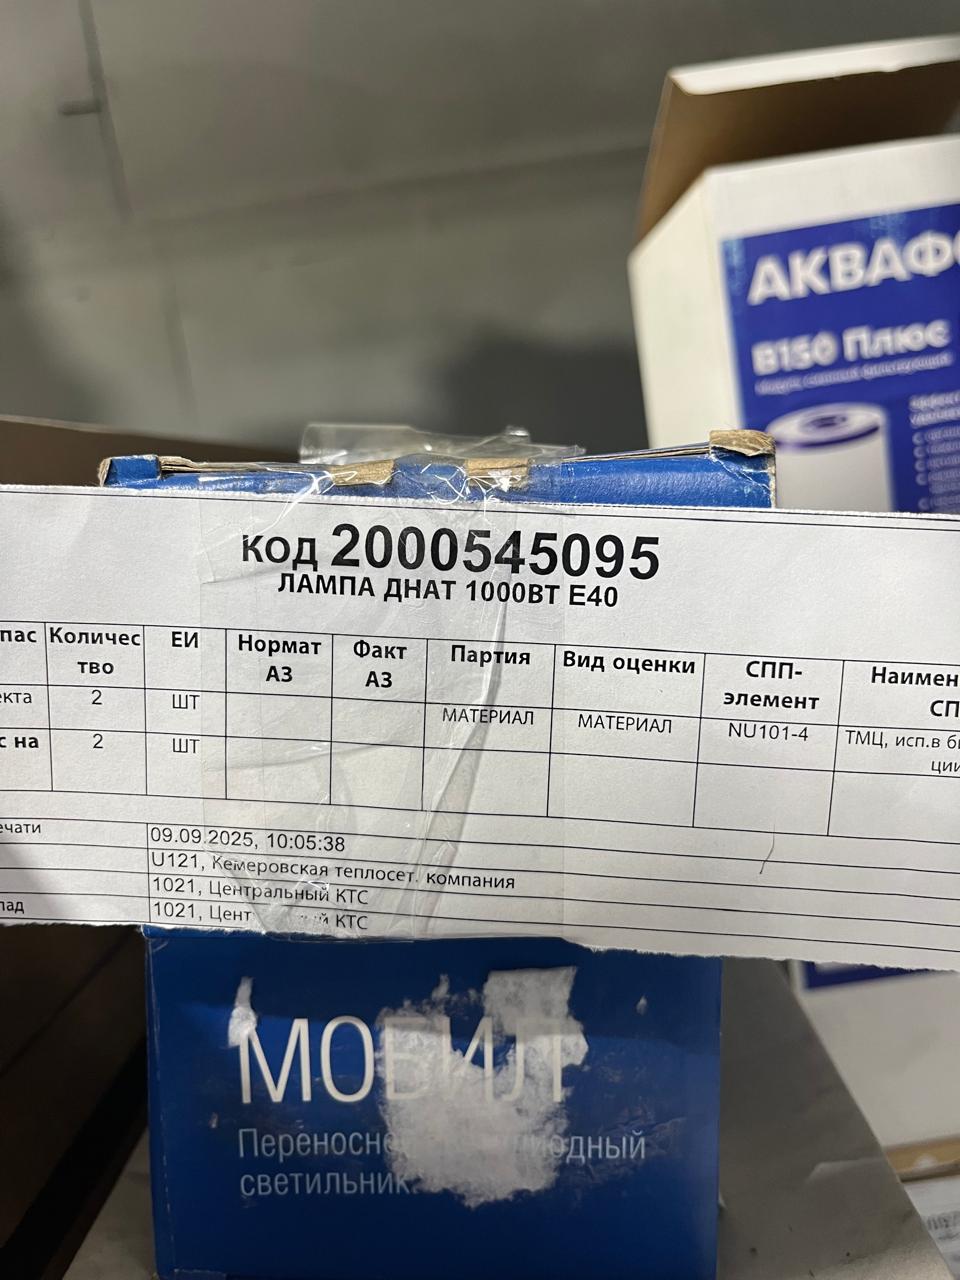 АКВАФ
В150 Плюс
код 2000545095
ЛАМПА ДНАТ 1000ВТ Е40
пас Количес
тво ЕИ Нормат
АЗ Факт
АЗ Партия Вид оценки СПП-
элемент Наимен
СП
екта 2 ШТ МАТЕРИАЛ МАТЕРИАЛ NU101-4 ТМЦ, исп.в б
ции
с на 2 ШТ
ечати 09.09.2025, 10:05:38
U121, Кемеровская теплосет. компания
1021, Центральный КТС
лад 1021, Цент ый КТС
МОБИЛ
Переносно одный
светильник